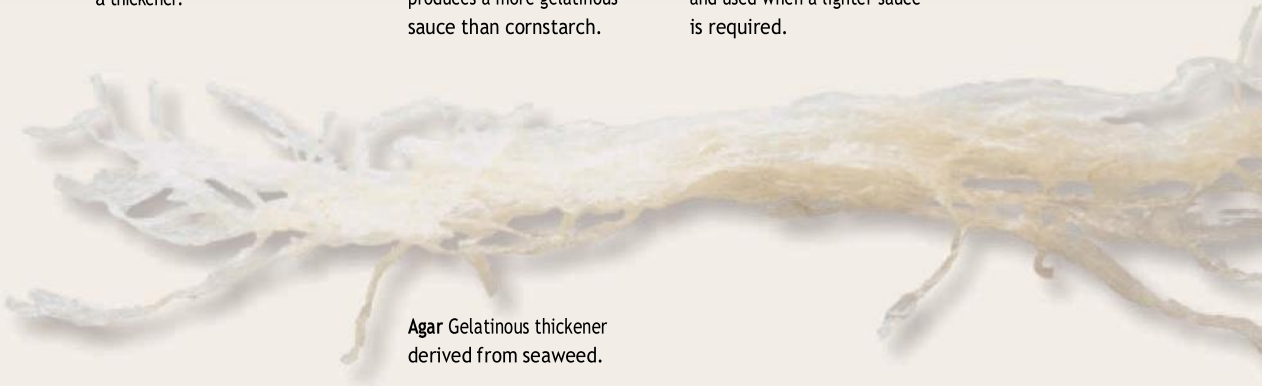 a thickener.
produces a more gelatinous
sauce than cornstarch.
and used when a lighter sauce
is required.
Agar Gelatinous thickener
derived from seaweed.